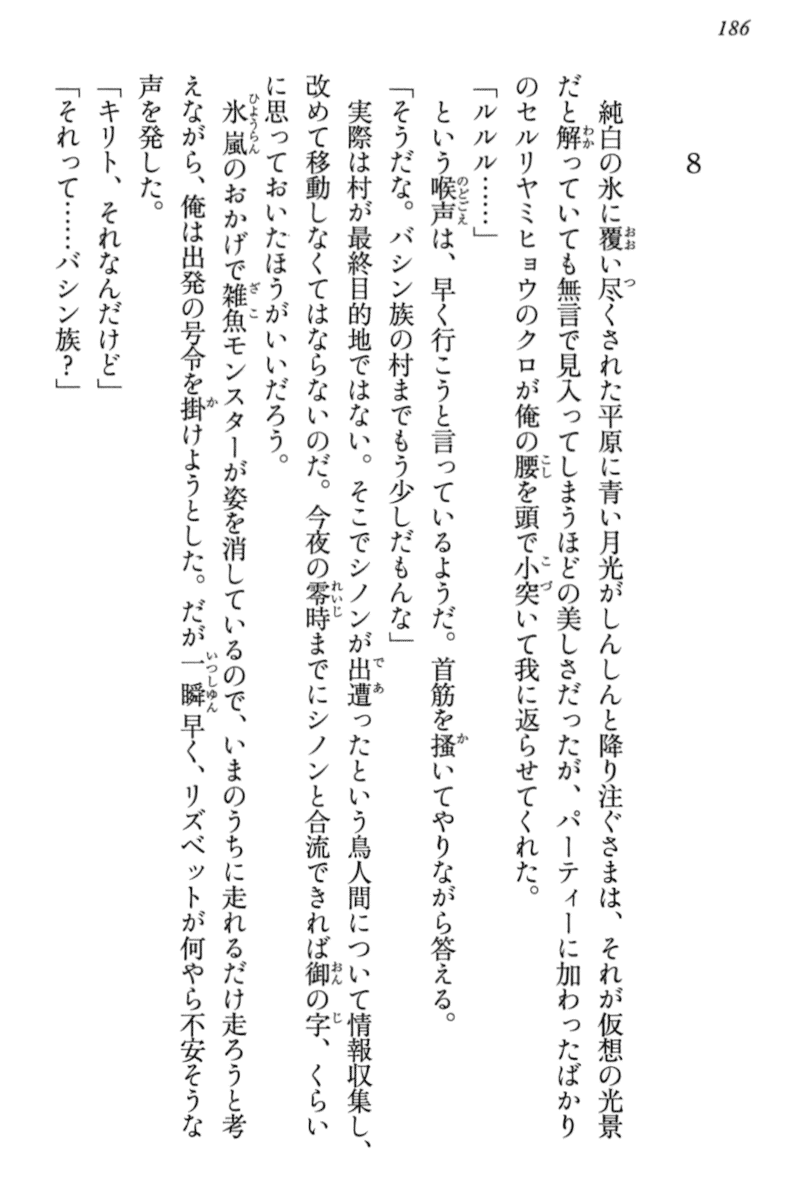 186
8
純白の氷に覆い尽くされた平原に青い月光がしんしんと降り注ぐさまは、それが仮想の光景
だと解っていても無言で見入ってしまうほどの美しさだったが、パーティーに加わったばかり
のセルリヤミヒョウのクロが俺の腰を頭で小突いて我に返らせてくれた。
「ルルル……」
という喉声は、早く行こうと言っているようだ。首筋を掻いてやりながら答える。
「そうだな。バシン族の村までもう少しだもんな」
実際は村が最終目的地ではない。そこでシノンが出遭ったという鳥人間について情報収集し、
改めて移動しなくてはならないのだ。今夜の零時までにシノンと合流できれば御の字、くらい
に思っておいたほうがいいだろう。
氷嵐のおかげで雑魚モンスターが姿を消しているので、いまのうちに走れるだけ走ろうと考
えながら、俺は出発の号令を掛けようとした。だが一瞬早く、リズベットが何やら不安そうな
声を発した。
「キリト、それなんだけど」
「それって……バシン族？」